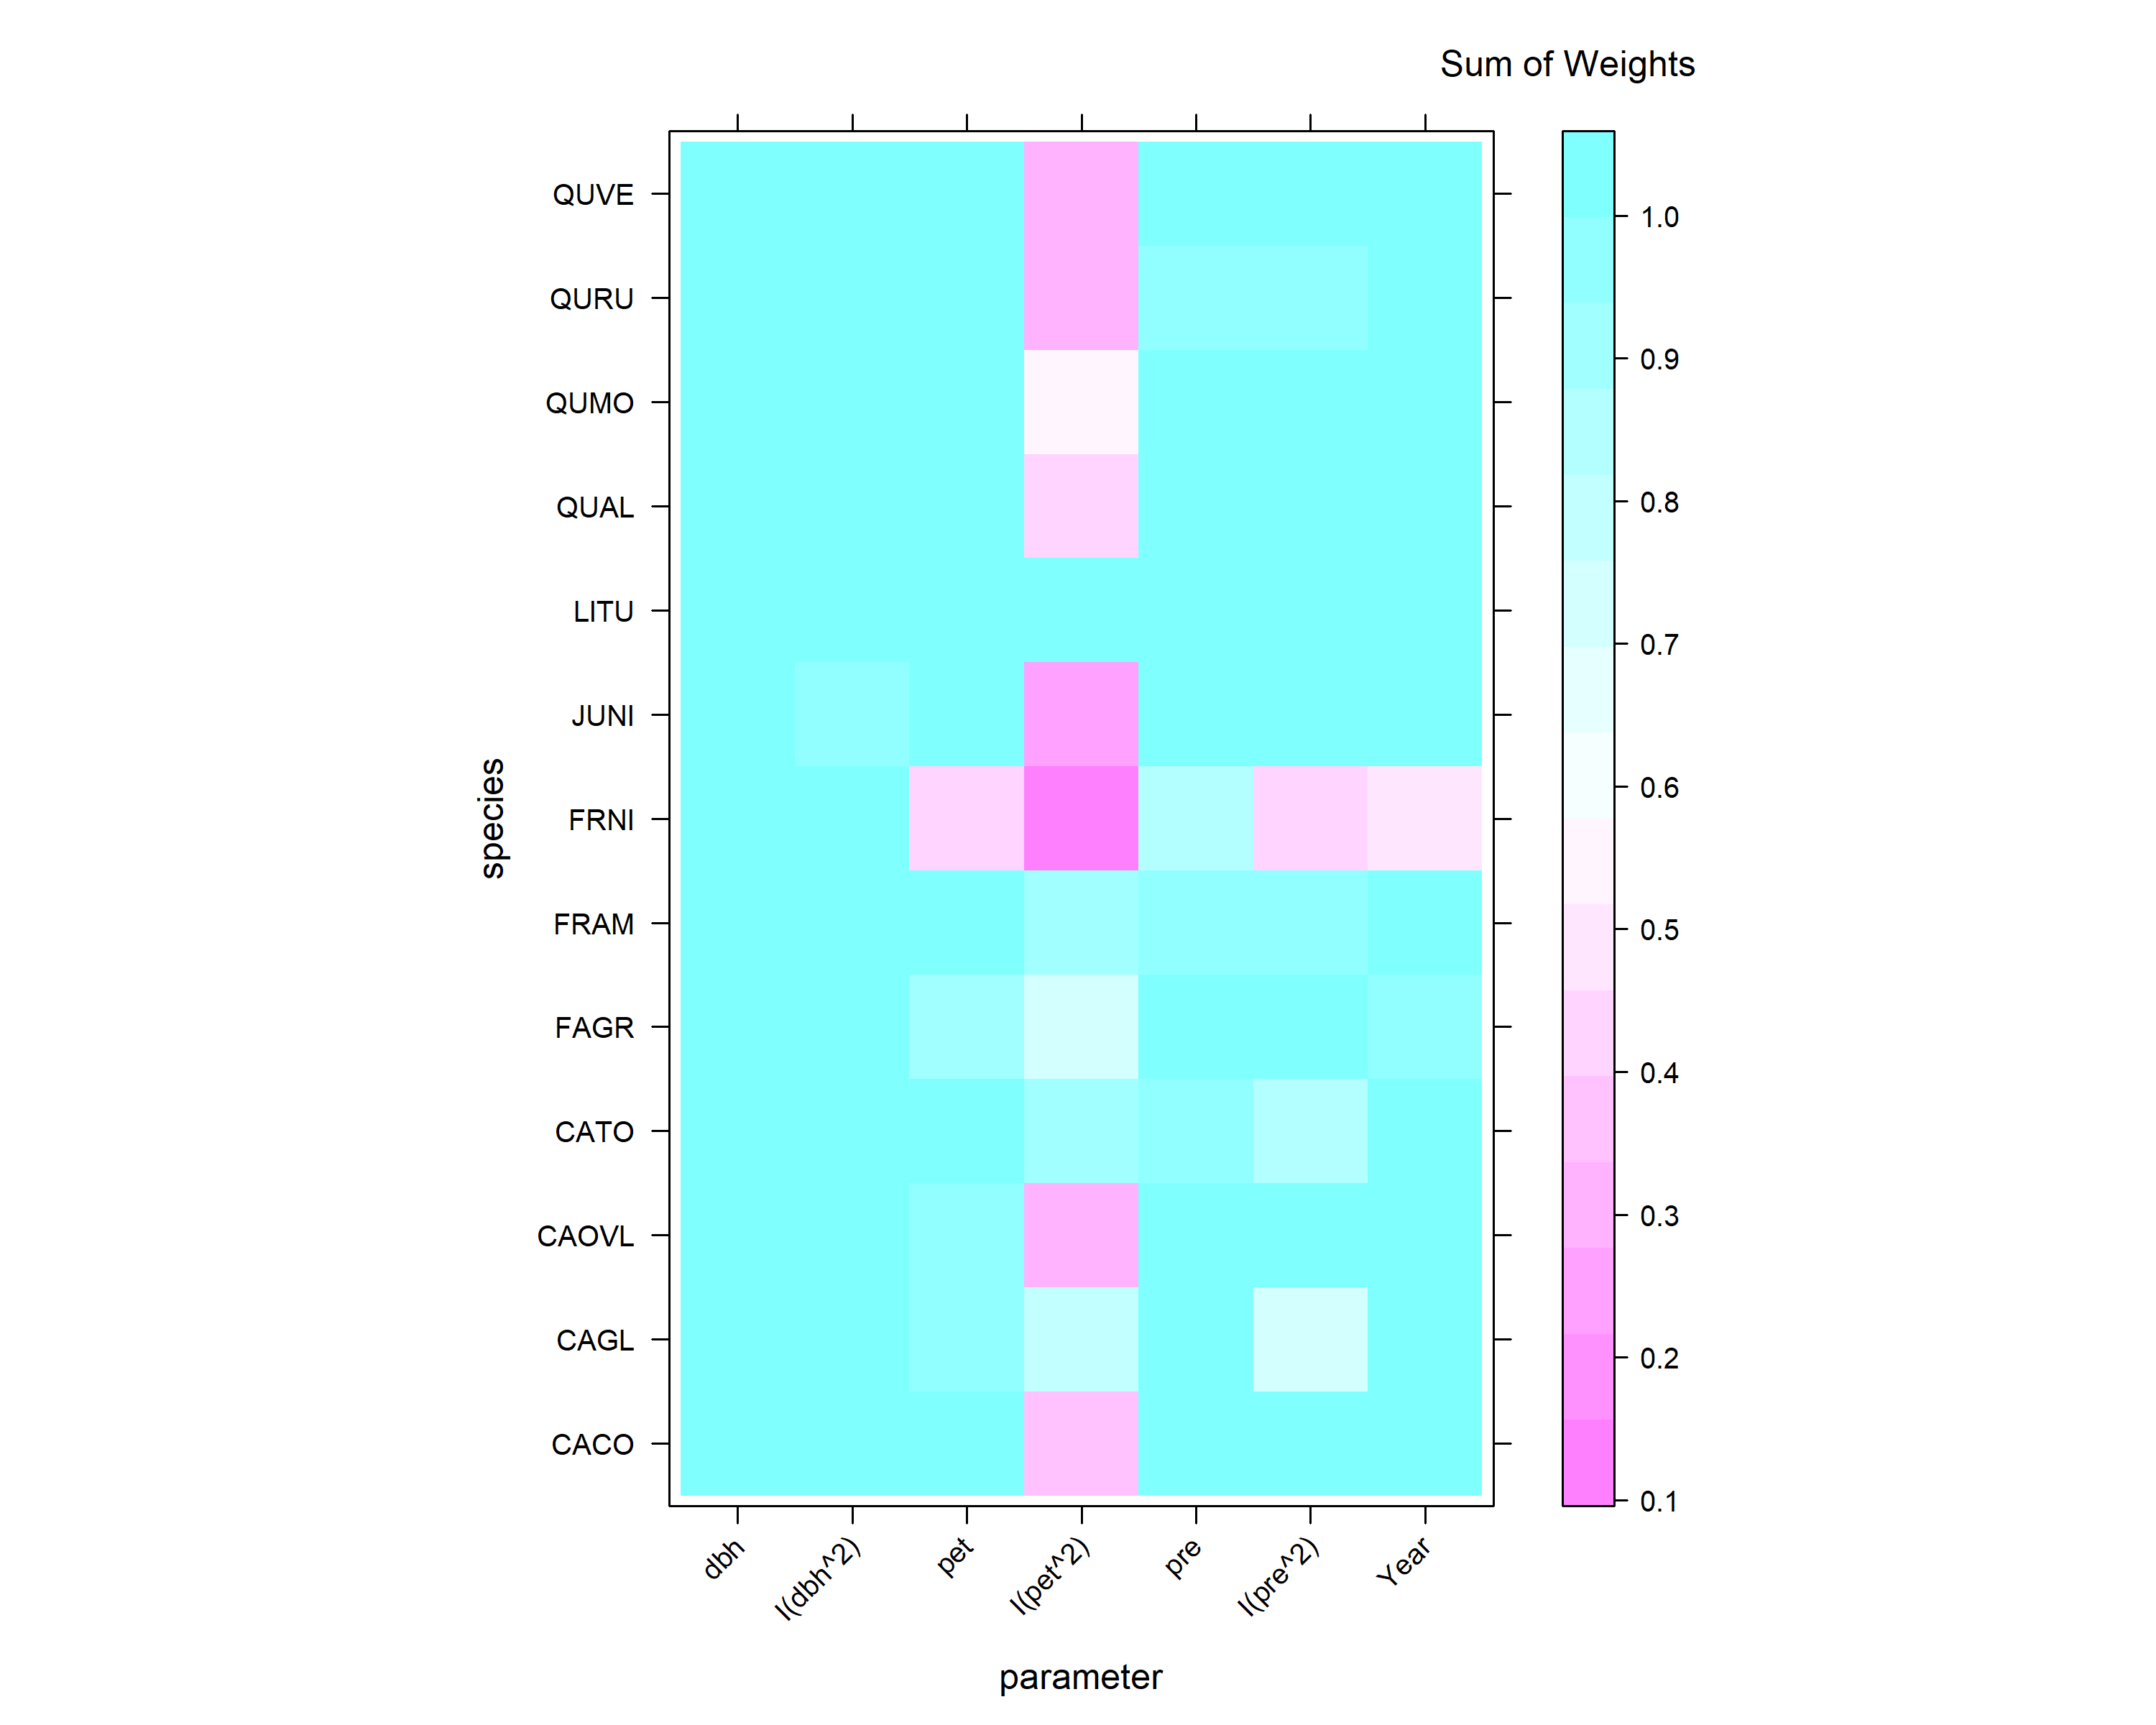 Sum of Weights
QUVE
QURU
QUMO
QUAL
LITU
JUNI
FRNI
FRAM
FAGR
CATO
CAOVL
CAGL
CACO
species
1.0
0.9
0.8
0.7
0.6
0.5
0.4
0.3
0.2
0.1
dbh
I(dbh^2)
pet
I(pet^2)
pre
I(pre^2)
Year
parameter